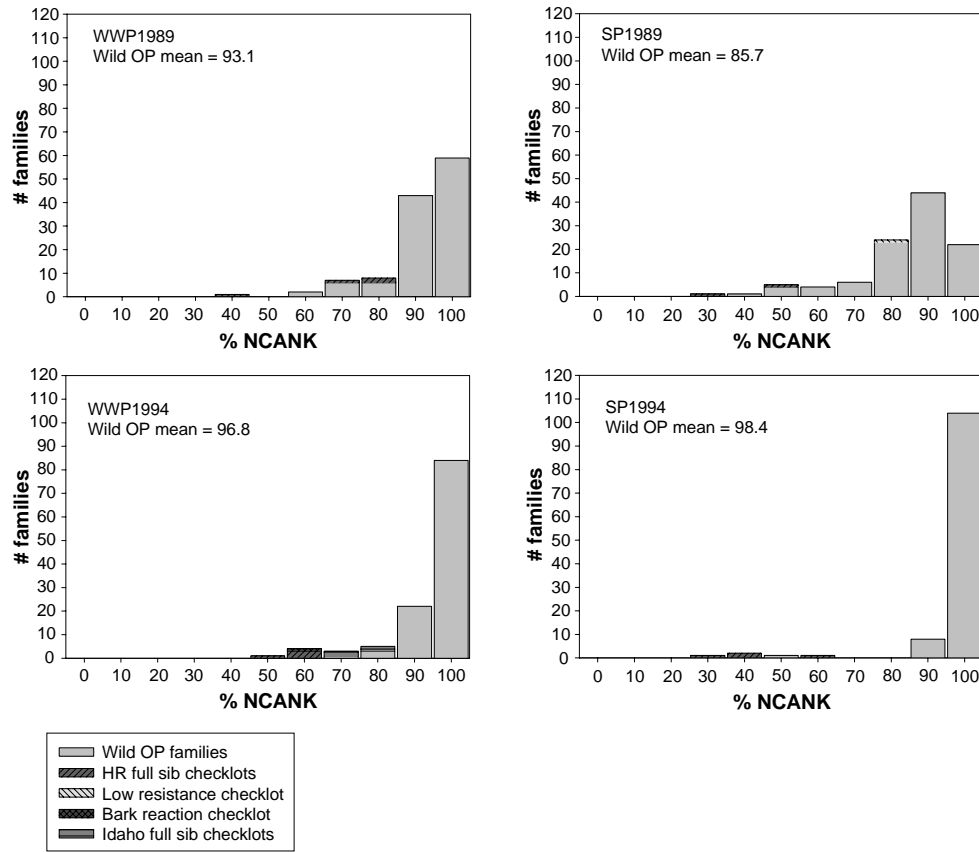 WWP1989
Wild OP mean = 93.1
120
110
100
90
80
70
60
50
40
30
20
10
0
# families
0 10 20 30 40 50 60 70 80 90 100
% NCANK
SP1989
Wild OP mean = 85.7
120
110
100
90
80
70
60
50
40
30
20
10
0
# families
0 10 20 30 40 50 60 70 80 90 100
% NCANK
WWP1994
Wild OP mean = 96.8
120
110
100
90
80
70
60
50
40
30
20
10
0
# families
0 10 20 30 40 50 60 70 80 90 100
% NCANK
SP1994
Wild OP mean = 98.4
120
110
100
90
80
70
60
50
40
30
20
10
0
# families
0 10 20 30 40 50 60 70 80 90 100
% NCANK
Wild OP families
HR full sib checklots
Low resistance checklot
Bark reaction checklot
Idaho full sib checklots